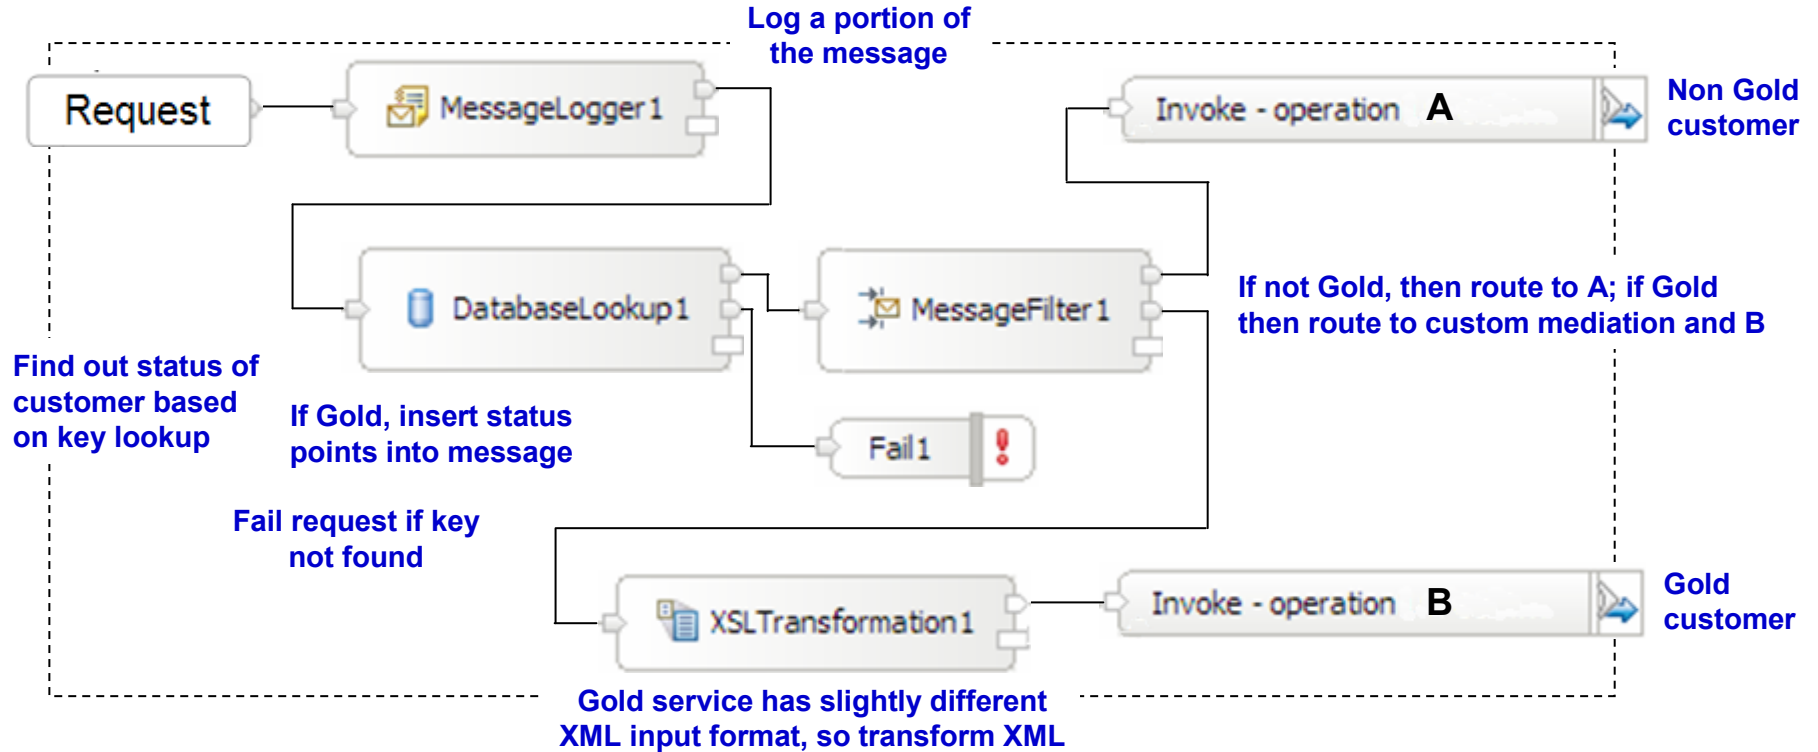 Log a portion of
the message
Request
MessageLogger1
Invoke - operation A
Non Gold
customer
DatabaseLookup1
MessageFilter1
If not Gold, then route to A; if Gold
then route to custom mediation and B
Find out status of
customer based
on key lookup
If Gold, insert status
points into message
Fail1
Fail request if key
not found
XSLTransformation1
Invoke - operation B
Gold
customer
Gold service has slightly different
XML input format, so transform XML